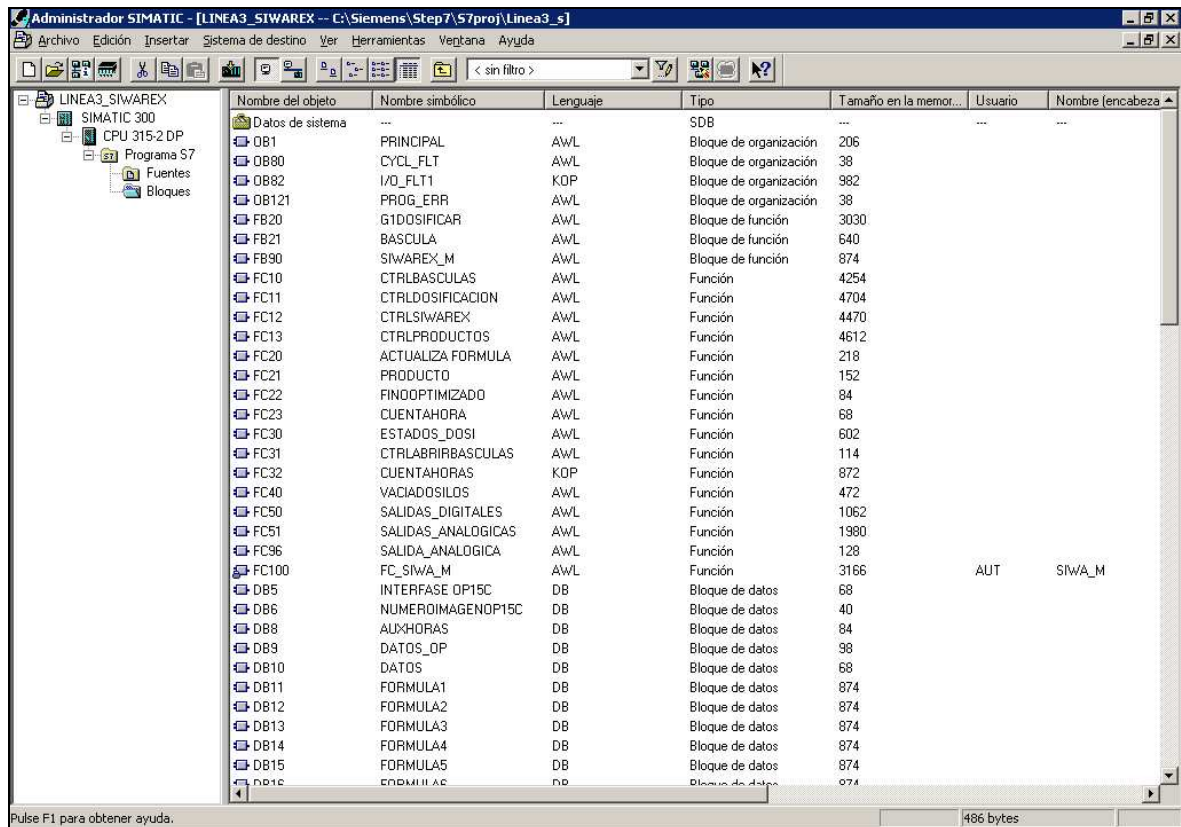 Administrador SIMATIC - [LINEA3_SIWAREX -- C:\Siemens\Step7\S7proj\Linea3_s]
Archivo Edición Insertar Sistema de destino Ver Herramientas Ventana Ayuda
< sin filtro >
LINEA3_SIWAREX
SIMATIC 300
CPU 315-2 DP
Programa S7
Fuentes
Bloques
Nombre del objeto Nombre simbólico Lenguaje Tipo Tamaño en la memor... Usuario Nombre (encabeza
Datos de sistema --- --- SDB --- --- ---
OB1 PRINCIPAL AWL Bloque de organización 206
OB80 CYCL_FLT AWL Bloque de organización 38
OB82 I/O_FLT1 KOP Bloque de organización 982
OB121 PROG_ERR AWL Bloque de organización 38
FB20 G1DOSIFICAR AWL Bloque de función 3030
FB21 BASCULA AWL Bloque de función 640
FB90 SIWAREX_M AWL Bloque de función 874
FC10 CTRLBASCULAS AWL Función 4254
FC11 CTRLDOSIFICACION AWL Función 4704
FC12 CTRLSIWAREX AWL Función 4470
FC13 CTRLPRODUCTOS AWL Función 4612
FC20 ACTUALIZA FORMULA AWL Función 218
FC21 PRODUCTO AWL Función 152
FC22 FINOOPTIMIZADO AWL Función 84
FC23 CUENTAHORA AWL Función 68
FC30 ESTADOS_DOSI AWL Función 602
FC31 CTRLABRIRBASCULAS AWL Función 114
FC32 CUENTAHORAS KOP Función 872
FC40 VACIADOSILOS AWL Función 472
FC50 SALIDAS_DIGITALES AWL Función 1062
FC51 SALIDAS_ANALOGICAS AWL Función 1980
FC96 SALIDA_ANALOGICA AWL Función 128
FC100 FC_SIWA_M AWL Función 3166 AUT SIWA_M
DB5 INTERFASE OP15C DB Bloque de datos 68
DB6 NUMEROIMAGENOP15C DB Bloque de datos 40
DB8 AUXHORAS DB Bloque de datos 84
DB9 DATOS_OP DB Bloque de datos 98
DB10 DATOS DB Bloque de datos 68
DB11 FORMULA1 DB Bloque de datos 874
DB12 FORMULA2 DB Bloque de datos 874
DB13 FORMULA3 DB Bloque de datos 874
DB14 FORMULA4 DB Bloque de datos 874
DB15 FORMULA5 DB Bloque de datos 874
DB16 FORMULA6 DB Bloque de datos 874
Pulse F1 para obtener ayuda. 486 bytes